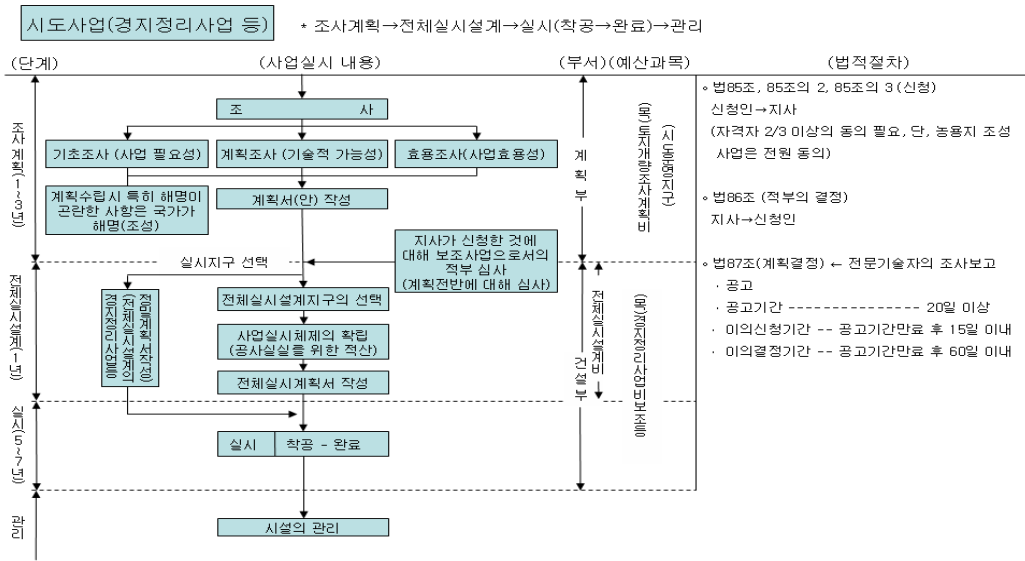 시도사업(경지정리사업 등)
* 조사계획→전체실시설계→실시(착공→완료)→관리
(단계)
(사업실시 내용)
(부서)
(예산과목)
(법적절차)
조사계획(1~3년)
조 사
기초조사 (사업 필요성)
계획조사 (기술적 가능성)
효용조사(사업효용성)
계획수립시 특히 해명이
곤란한 사항은 국가가
해명(조성)
계획서(안) 작성
지사가 신청한 것에
대해 보조사업으로서의
적부 심사
(계획전반에 대해 심사)
계획부
(목)토지개량조사계획비
(시도운영지구)
◦ 법85조, 85조의 2, 85조의 3 (신청)
신청인→지사
(자격자 2/3 이상의 동의 필요, 단, 농용지 조성
사업은 전원 동의)
◦ 법86조 (적부의 결정)
지사→신청인
◦ 법87조(계획결정) ← 전문기술자의 조사보고
· 공고
· 공고기간 ---------------- 20일 이상
· 이의신청기간 -- 공고기간만료 후 15일 이내
· 이의결정기간 -- 공고기간만료 후 60일 이내
실시지구 선택
전체실시설계(1년)
정밀계획서작성)
(전체실시설계의
경지정리사업등
전체실시설계지구의 선택
사업실시체제의 확립
(공사실실를 위한 적산)
전체실시계획서 작성
건설부
전체실시설계비
(목)경지정리사업비보조등
실시(5~7년)
실시
착공 - 완료
관리
시설의 관리